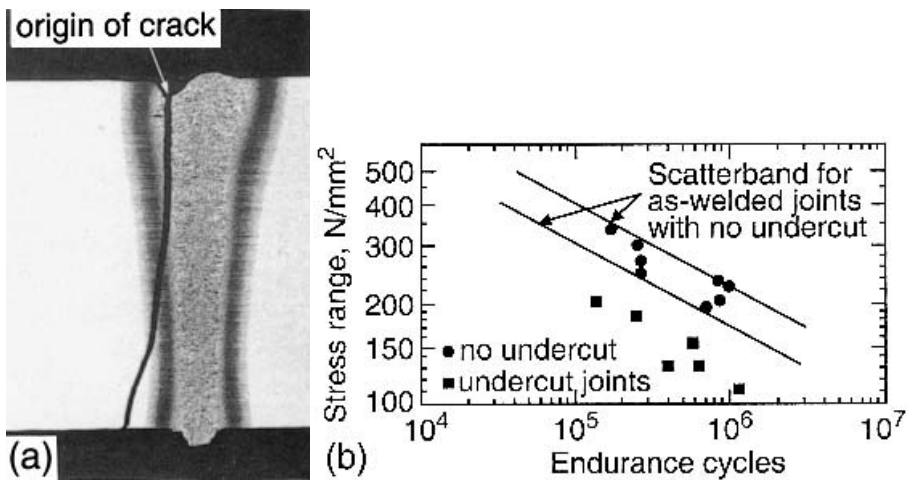 origin of crack
(a)
Stress range, N/mm²
500
400
300
200
150
100
Scatterband for
as-welded joints
with no undercut
● no undercut
■ undercut joints
10⁴
10⁵
10⁶
10⁷
Endurance cycles
(b)